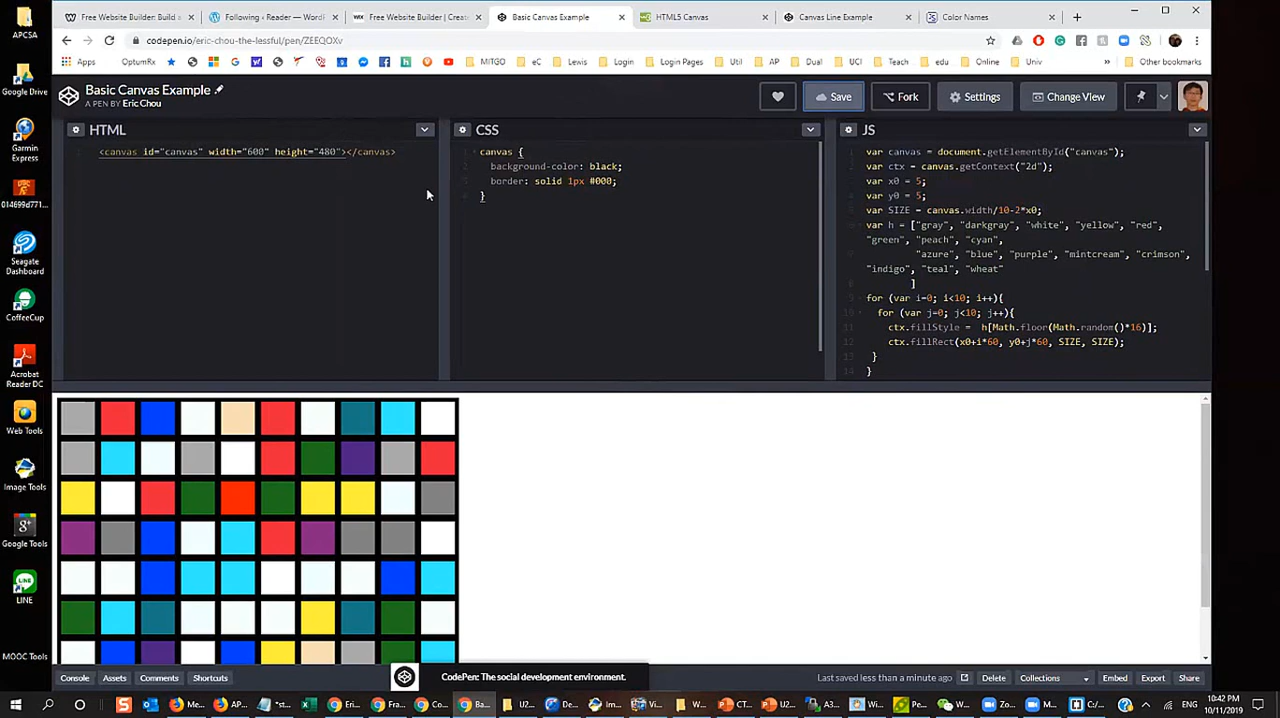 Free Website Builder: Build a
Following ‹ Reader — Word
WIX Free Website Builder | Create
Basic Canvas Example
HTML5 Canvas
Canvas Line Example
Color Names
codepen.io/eric-chou-the-lessful/pen/ZEEQOXv
Apps
OptumRx
MITGO
eC
Lewis
Login
Login Pages
Util
AP
Dual
UCI
Teach
edu
Online
Univ
»
Other bookmarks
Basic Canvas Example
A PEN BY Eric Chou
Save
Fork
Settings
Change View
HTML
CSS
JS
<canvas id="canvas" width="600" height="480"></canvas>
canvas {
background-color: black;
border: solid 1px #000;
}
var canvas = document.getElementById("canvas");
var ctx = canvas.getContext("2d");
var x0 = 5;
var y0 = 5;
var SIZE = canvas.width/10-2*x0;
var h = ["gray", "darkgray", "white", "yellow", "red",
"green", "peach", "cyan",
"azure", "blue", "purple", "mintcream", "crimson",
"indigo", "teal", "wheat"
]
for (var i=0; i<10; i++){
for (var j=0; j<10; j++){
ctx.fillStyle = h[Math.floor(Math.random()*16)];
ctx.fillRect(x0+i*60, y0+j*60, SIZE, SIZE);
}
}
APCSA
Google Drive
Garmin
Express
014699d771...
Seagate
Dashboard
CoffeeCup
Acrobat
Reader DC
Web Tools
Image Tools
Google Tools
LINE
MOOC Tools
Console
Assets
Comments
Shortcuts
CodePen: The social development environment.
Last saved less than a minute ago
Delete
Collections
Embed
Export
Share
10:42 PM
10/11/2019